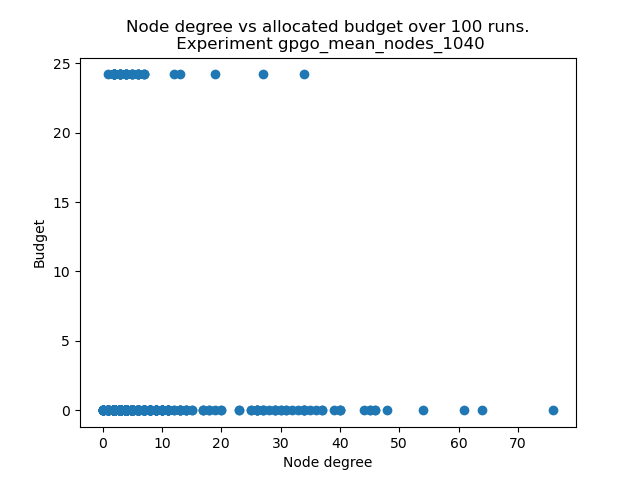 Node degree vs allocated budget over 100 runs.
Experiment gpgo_mean_nodes_1040
25
20
15
10
5
0
Budget
0 10 20 30 40 50 60 70
Node degree